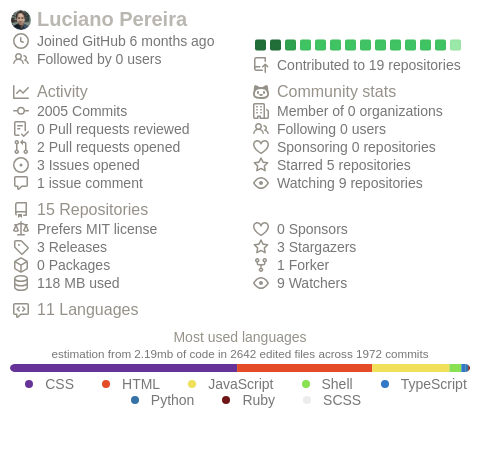 Luciano Pereira
Joined GitHub 6 months ago
Followed by 0 users
Contributed to 19 repositories
Activity
2005 Commits
0 Pull requests reviewed
2 Pull requests opened
3 Issues opened
1 issue comment
Community stats
Member of 0 organizations
Following 0 users
Sponsoring 0 repositories
Starred 5 repositories
Watching 9 repositories
15 Repositories
Prefers MIT license
3 Releases
0 Packages
118 MB used
0 Sponsors
3 Stargazers
1 Forker
9 Watchers
11 Languages
Most used languages
estimation from 2.19mb of code in 2642 edited files across 1972 commits
CSS HTML JavaScript Shell TypeScript
Python Ruby SCSS